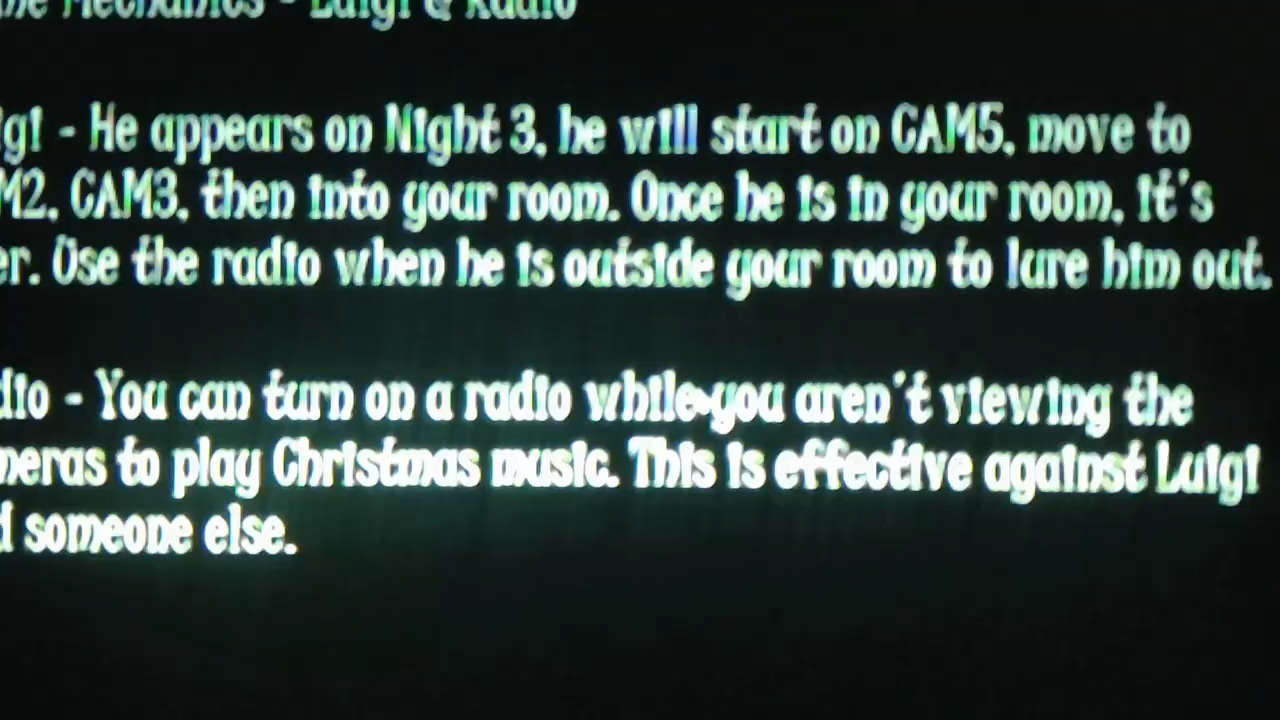 Mechanics - Luigi & Radio
- He appears on Night 3, he will start on CAM5, move to
CAM3, then into your room. Once he is in your room, it's
Use the radio when he is outside your room to lure him out.
- You can turn on a radio while you aren't viewing the
to play Christmas music. This is effective against Luigi
someone else.